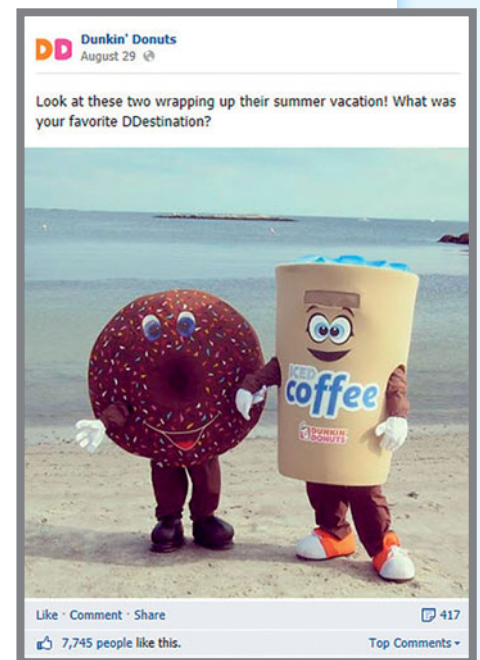 DD Dunkin' Donuts
August 29
Look at these two wrapping up their summer vacation! What was
your favorite DDestination?
ICED
coffee
DUNKIN'
DONUTS
Like · Comment · Share 417
7,745 people like this. Top Comments